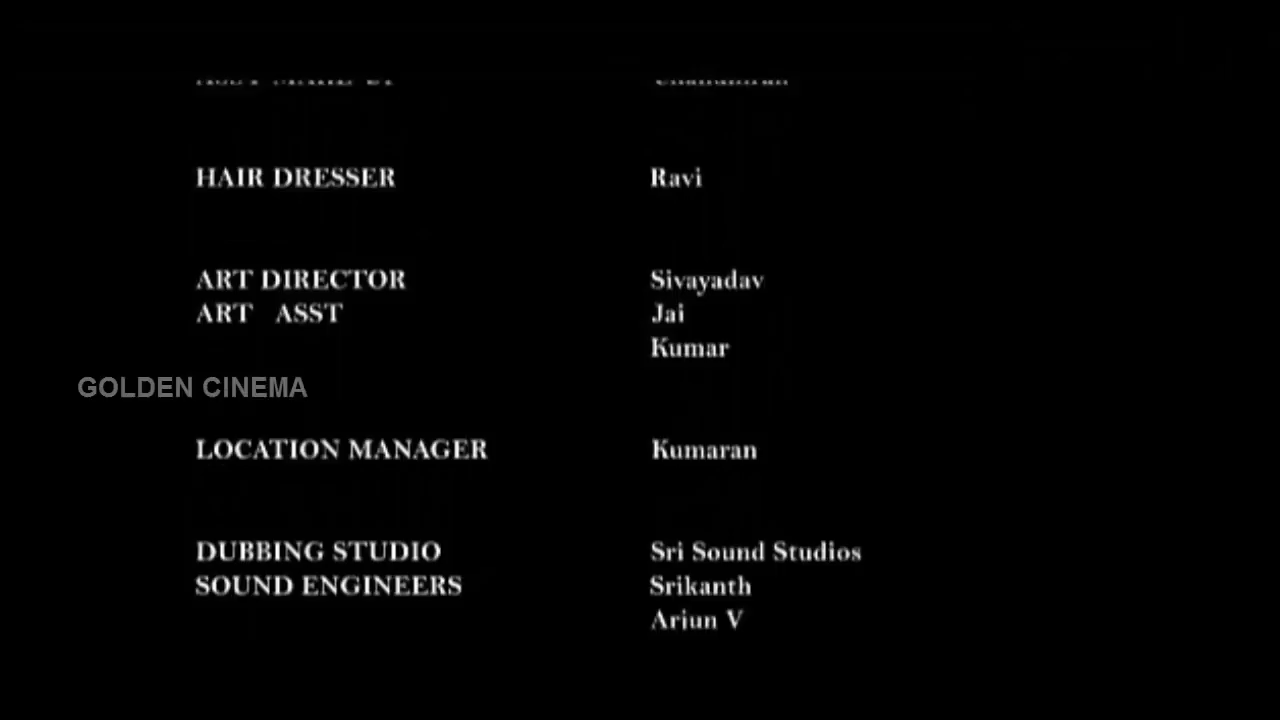 HAIR DRESSER Ravi
ART DIRECTOR Sivayadav
ART ASST Jai
Kumar
GOLDEN CINEMA
LOCATION MANAGER Kumaran
DUBBING STUDIO Sri Sound Studios
SOUND ENGINEERS Srikanth
Arjun V